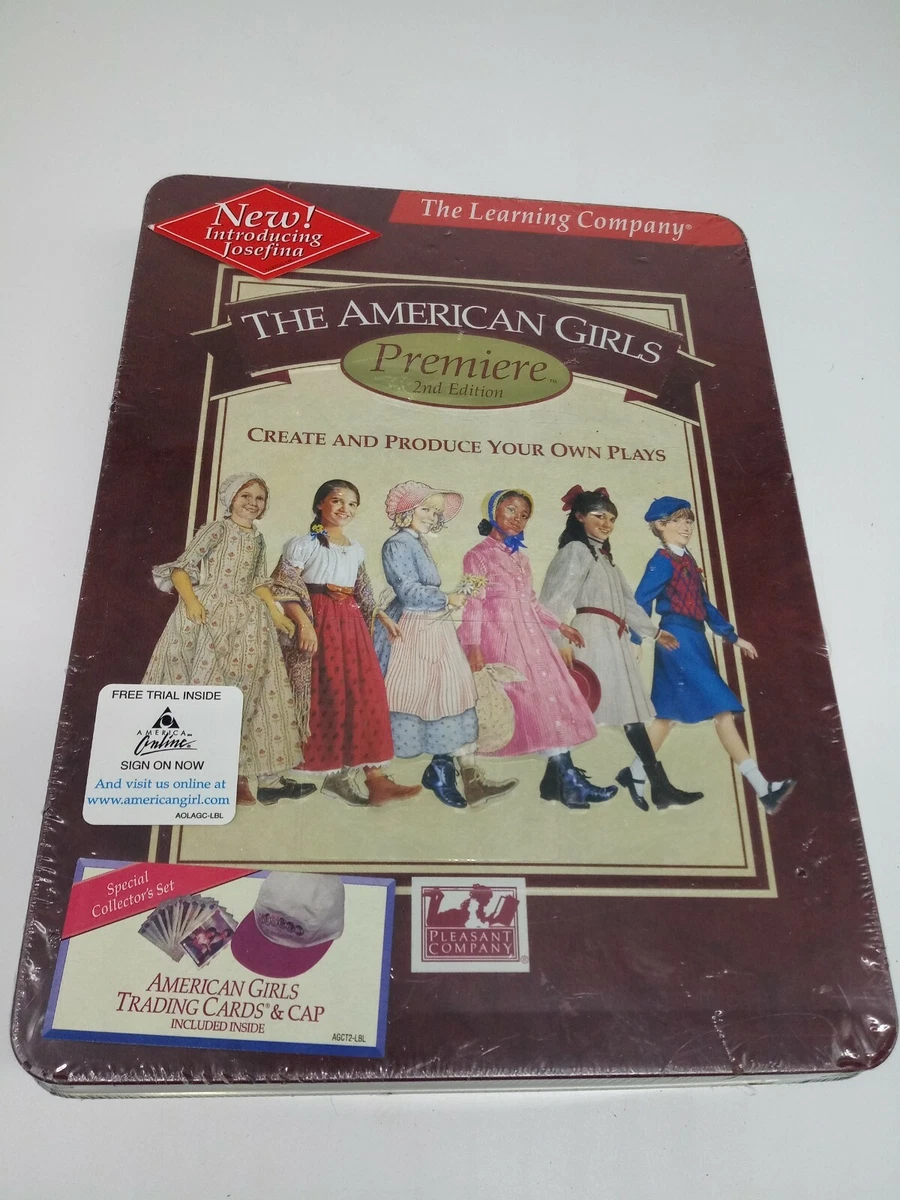 New!
Introducing
Josefina
The Learning Company®
THE AMERICAN GIRLS
Premiere™
2nd Edition
CREATE AND PRODUCE YOUR OWN PLAYS
FREE TRIAL INSIDE
AMERICA
Online®
SIGN ON NOW
And visit us online at
www.americangirl.com
AOLAGC-LBL
Special
Collector's Set
AMERICAN GIRLS
TRADING CARDS® & CAP
INCLUDED INSIDE
AGCT2-LBL
PLEASANT
COMPANY®